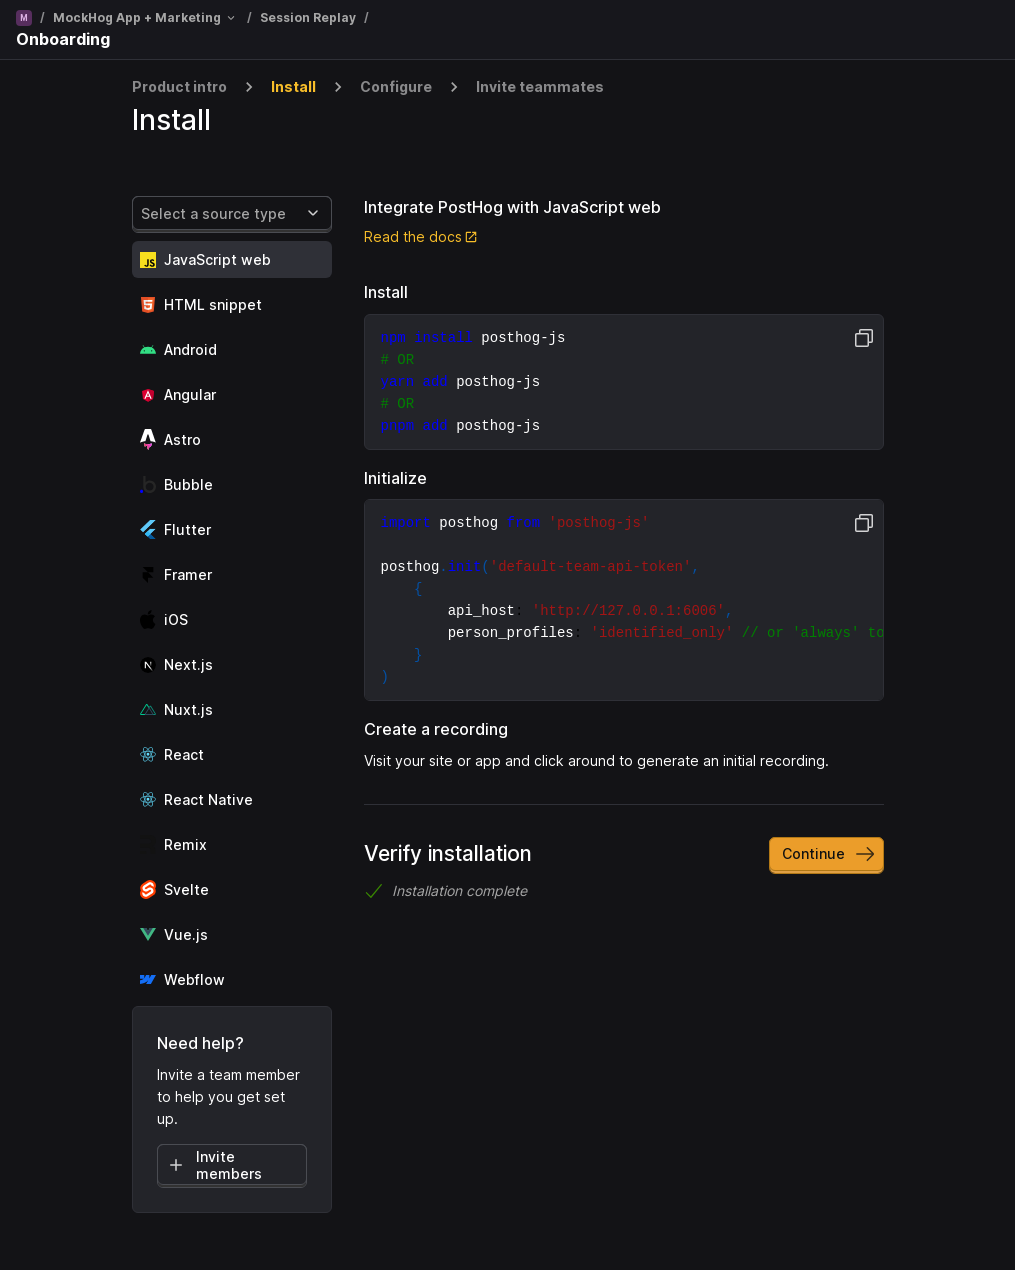 M / MockHog App + Marketing / Session Replay /
Onboarding
Product intro > Install > Configure > Invite teammates
Install
Select a source type
JavaScript web
HTML snippet
Android
Angular
Astro
Bubble
Flutter
Framer
iOS
Next.js
Nuxt.js
React
React Native
Remix
Svelte
Vue.js
Webflow
Need help?
Invite a team member
to help you get set
up.
Invite
members
Integrate PostHog with JavaScript web
Read the docs
Install
npm install posthog-js
# OR
yarn add posthog-js
# OR
pnpm add posthog-js
Initialize
import posthog from 'posthog-js'
posthog.init('default-team-api-token',
{
api_host: 'http://127.0.0.1:6006',
person_profiles: 'identified_only' // or 'always' to
}
)
Create a recording
Visit your site or app and click around to generate an initial recording.
Verify installation
Continue
Installation complete